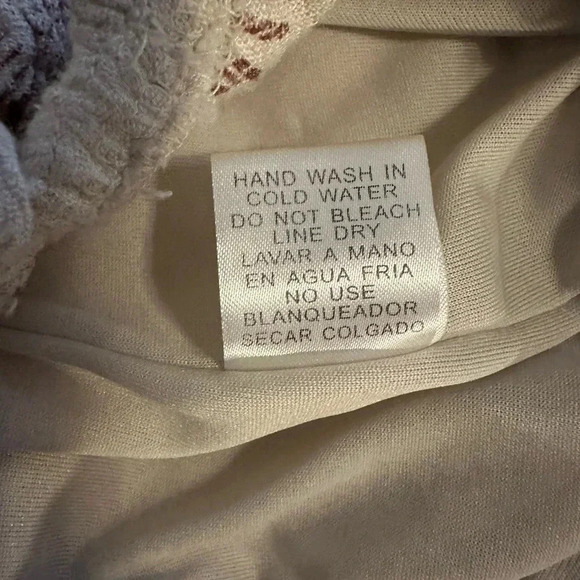 HAND WASH IN
COLD WATER
DO NOT BLEACH
LINE DRY
LAVAR A MANO
EN AGUA FRIA
NO USE
BLANQUEADOR
SECAR COLGADO